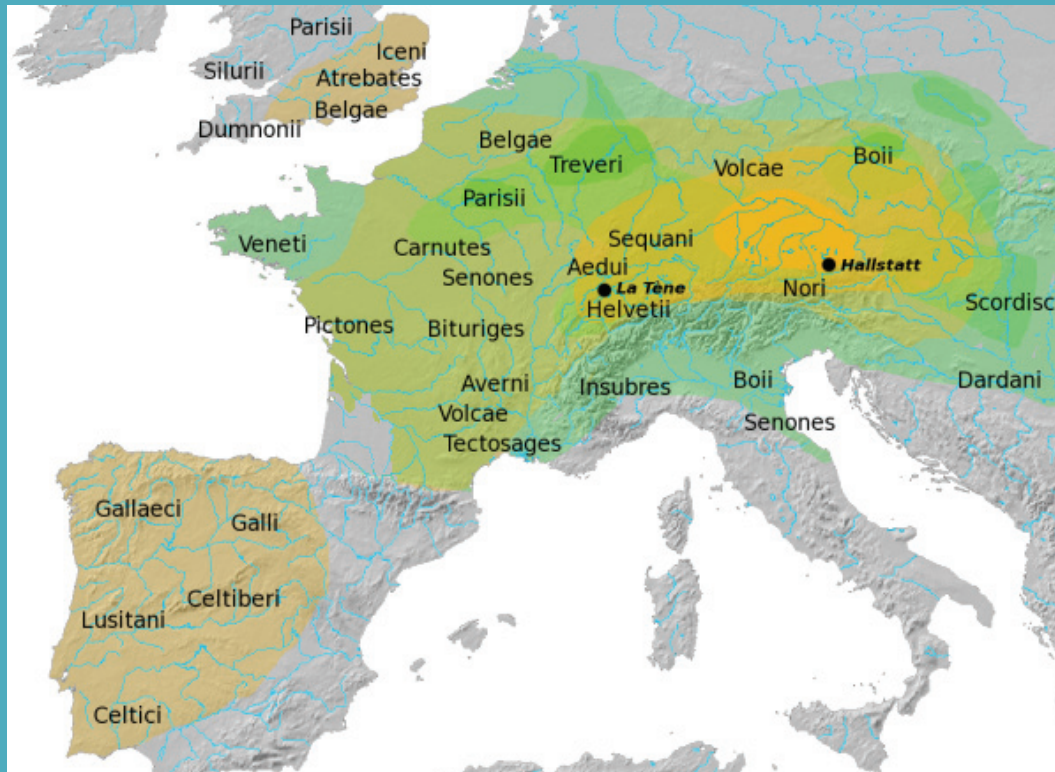 Parisii
Iceni
Silurii
Atrebates
Belgae
Dumnonii
Belgae
Treveri
Volcae
Boii
Parisii
Veneti
Carnutes
Sequani
Senones
Aedui
Hallstatt
La Tène
Nori
Helvetii
Scordisc
Pictones
Bituriges
Averni
Insubres
Boii
Dardani
Volcae
Tectosages
Senones
Gallaeci
Galli
Celtiberi
Lusitani
Celtici